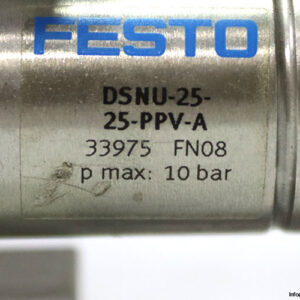 FESTO
DSNU-25-
25-PPV-A
33975 FN08
p max: 10 bar